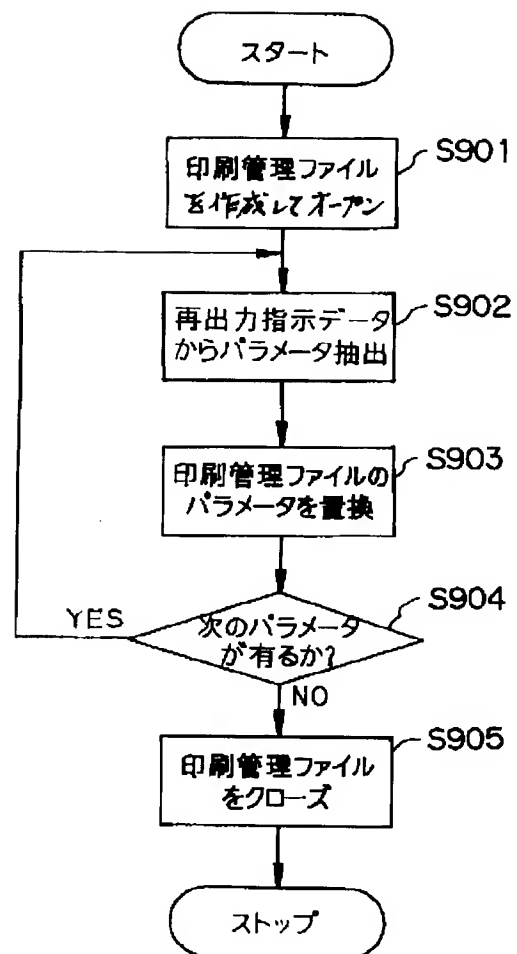 スタート
印刷管理ファイル
を作成してオープン
S901
再出力指示データ
からパラメータ抽出
S902
印刷管理ファイルの
パラメータを置換
S903
次のパラメータ
が有るか?
S904
YES
NO
印刷管理ファイル
をクローズ
S905
ストップ